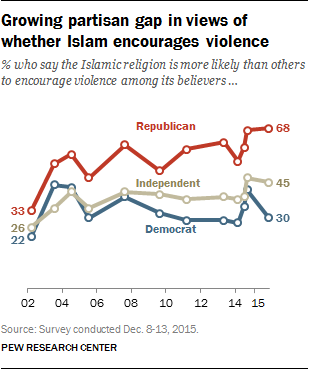 Growing partisan gap in views of
whether Islam encourages violence
% who say the Islamic religion is more likely than others
to encourage violence among its believers ...
Republican
68
Independent
45
33
26
22
Democrat
30
02 04 06 08 10 12 14 15
Source: Survey conducted Dec. 8-13, 2015.
PEW RESEARCH CENTER